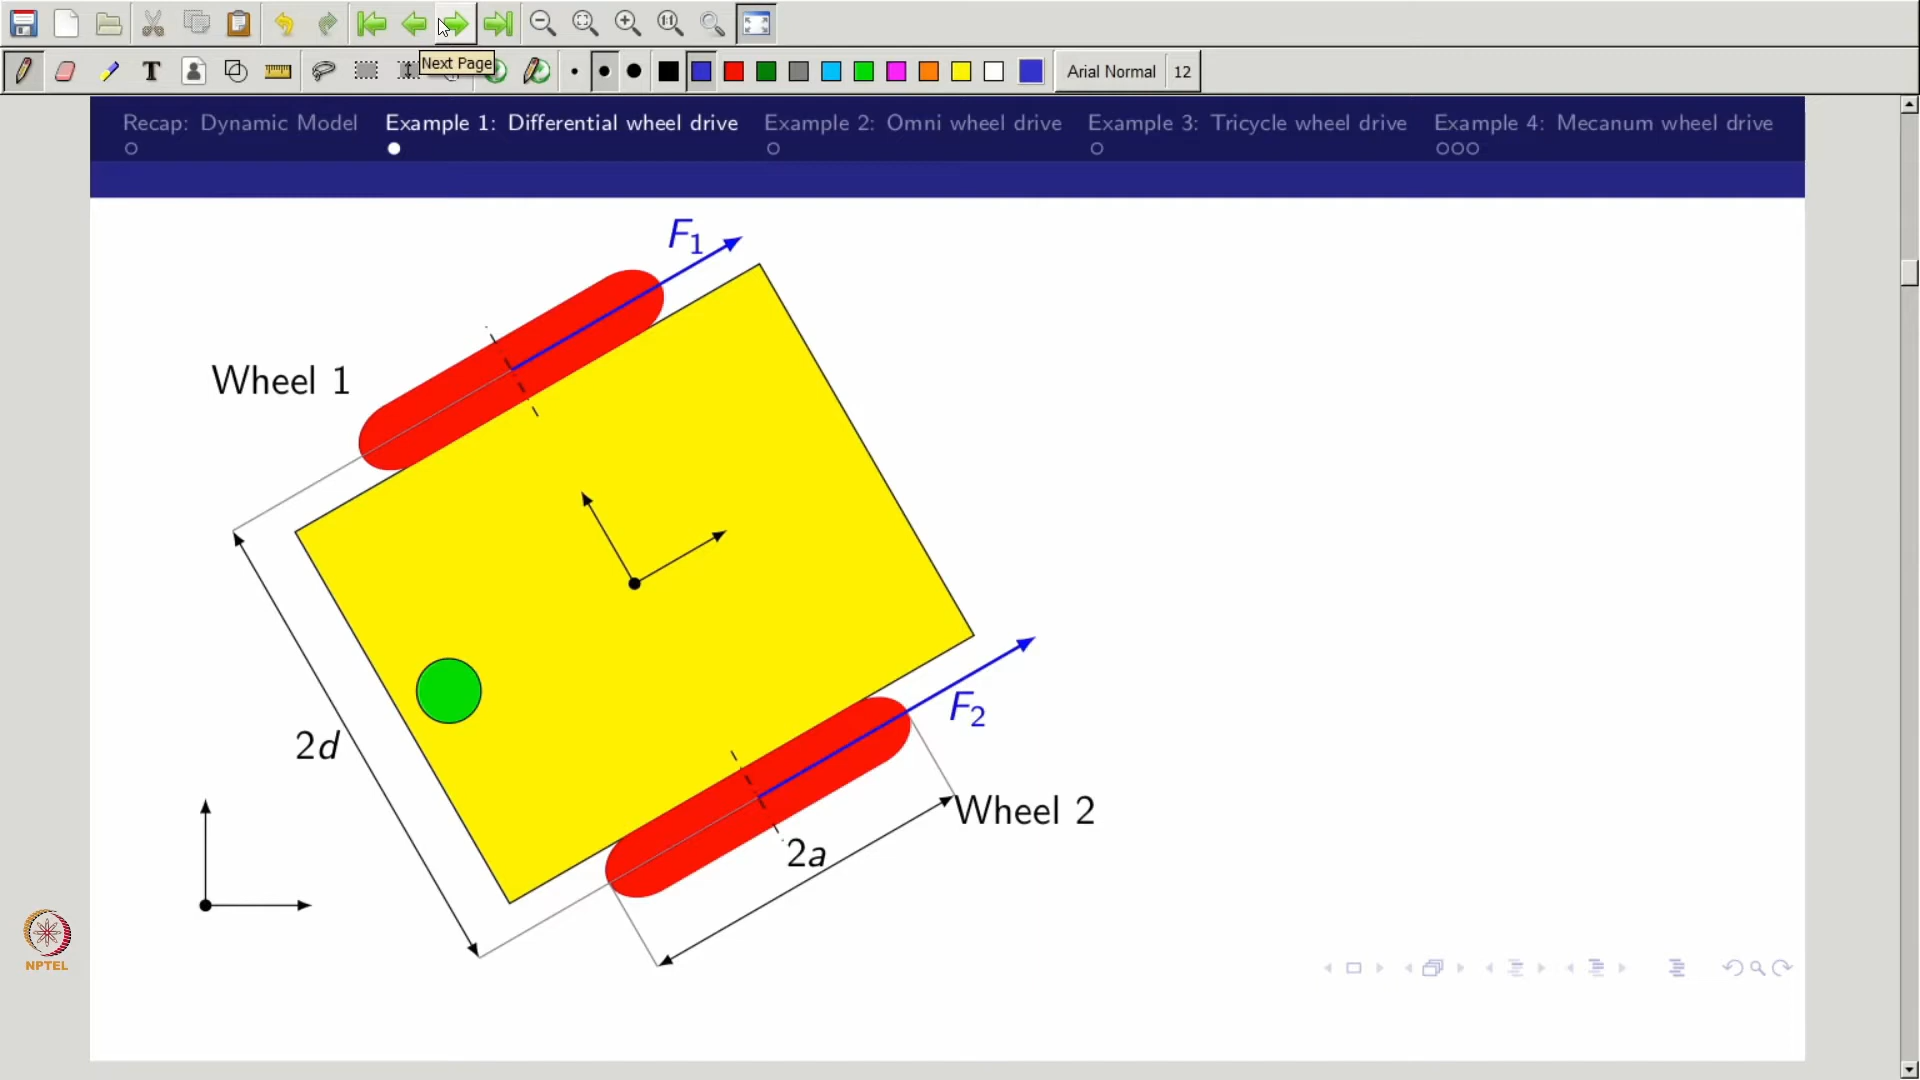 Next Page
Arial Normal 12
Recap: Dynamic Model Example 1: Differential wheel drive Example 2: Omni wheel drive Example 3: Tricycle wheel drive Example 4: Mecanum wheel drive
F1
Wheel 1
F2
2d
Wheel 2
2a
NPTEL